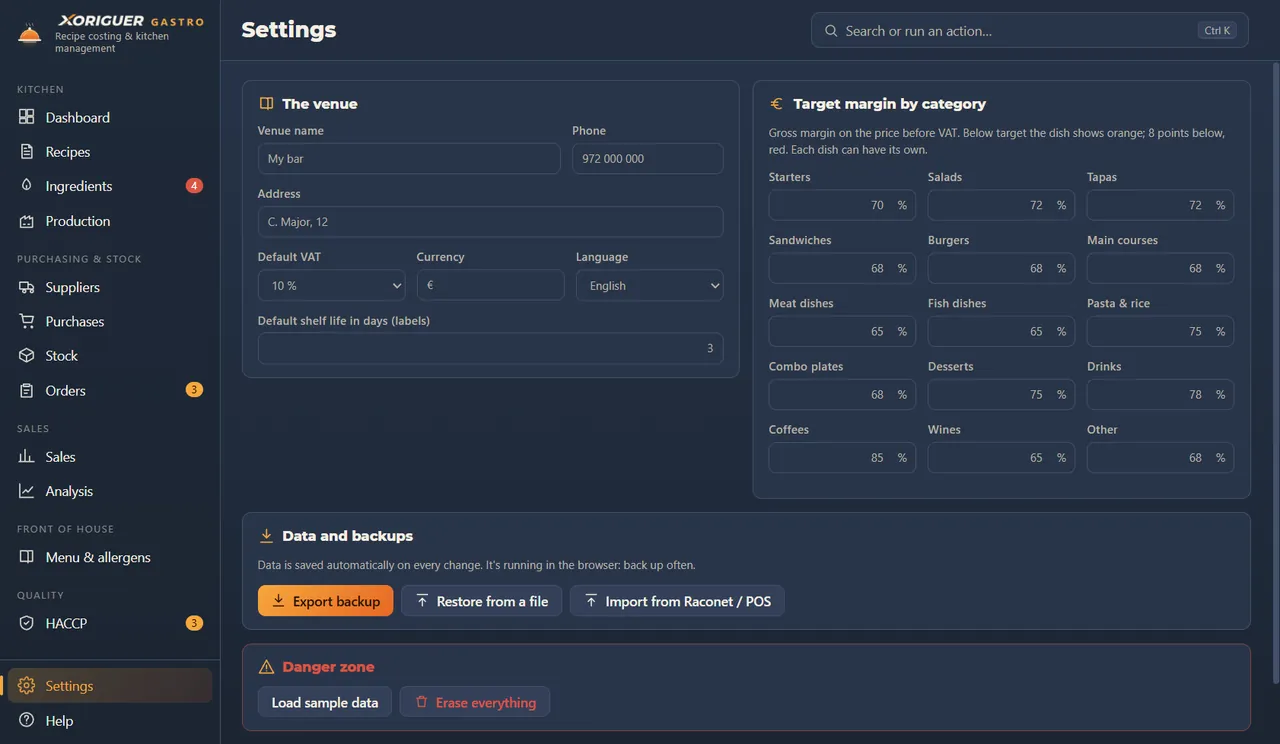 XORIGUER GASTRO
Recipe costing & kitchen
management
KITCHEN
Dashboard
Recipes
Ingredients 4
Production
PURCHASING & STOCK
Suppliers
Purchases
Stock
Orders 3
SALES
Sales
Analysis
FRONT OF HOUSE
Menu & allergens
QUALITY
HACCP 3
Settings
Help
Settings
Search or run an action... Ctrl K
The venue
Venue name Phone
My bar 972 000 000
Address
C. Major, 12
Default VAT Currency Language
10 % € English
Default shelf life in days (labels)
3
€ Target margin by category
Gross margin on the price before VAT. Below target the dish shows orange; 8 points below,
red. Each dish can have its own.
Starters Salads Tapas
70 % 72 % 72 %
Sandwiches Burgers Main courses
68 % 68 % 68 %
Meat dishes Fish dishes Pasta & rice
65 % 65 % 75 %
Combo plates Desserts Drinks
68 % 75 % 78 %
Coffees Wines Other
85 % 65 % 68 %
Data and backups
Data is saved automatically on every change. It's running in the browser: back up often.
Export backup Restore from a file Import from Raconet / POS
Danger zone
Load sample data Erase everything